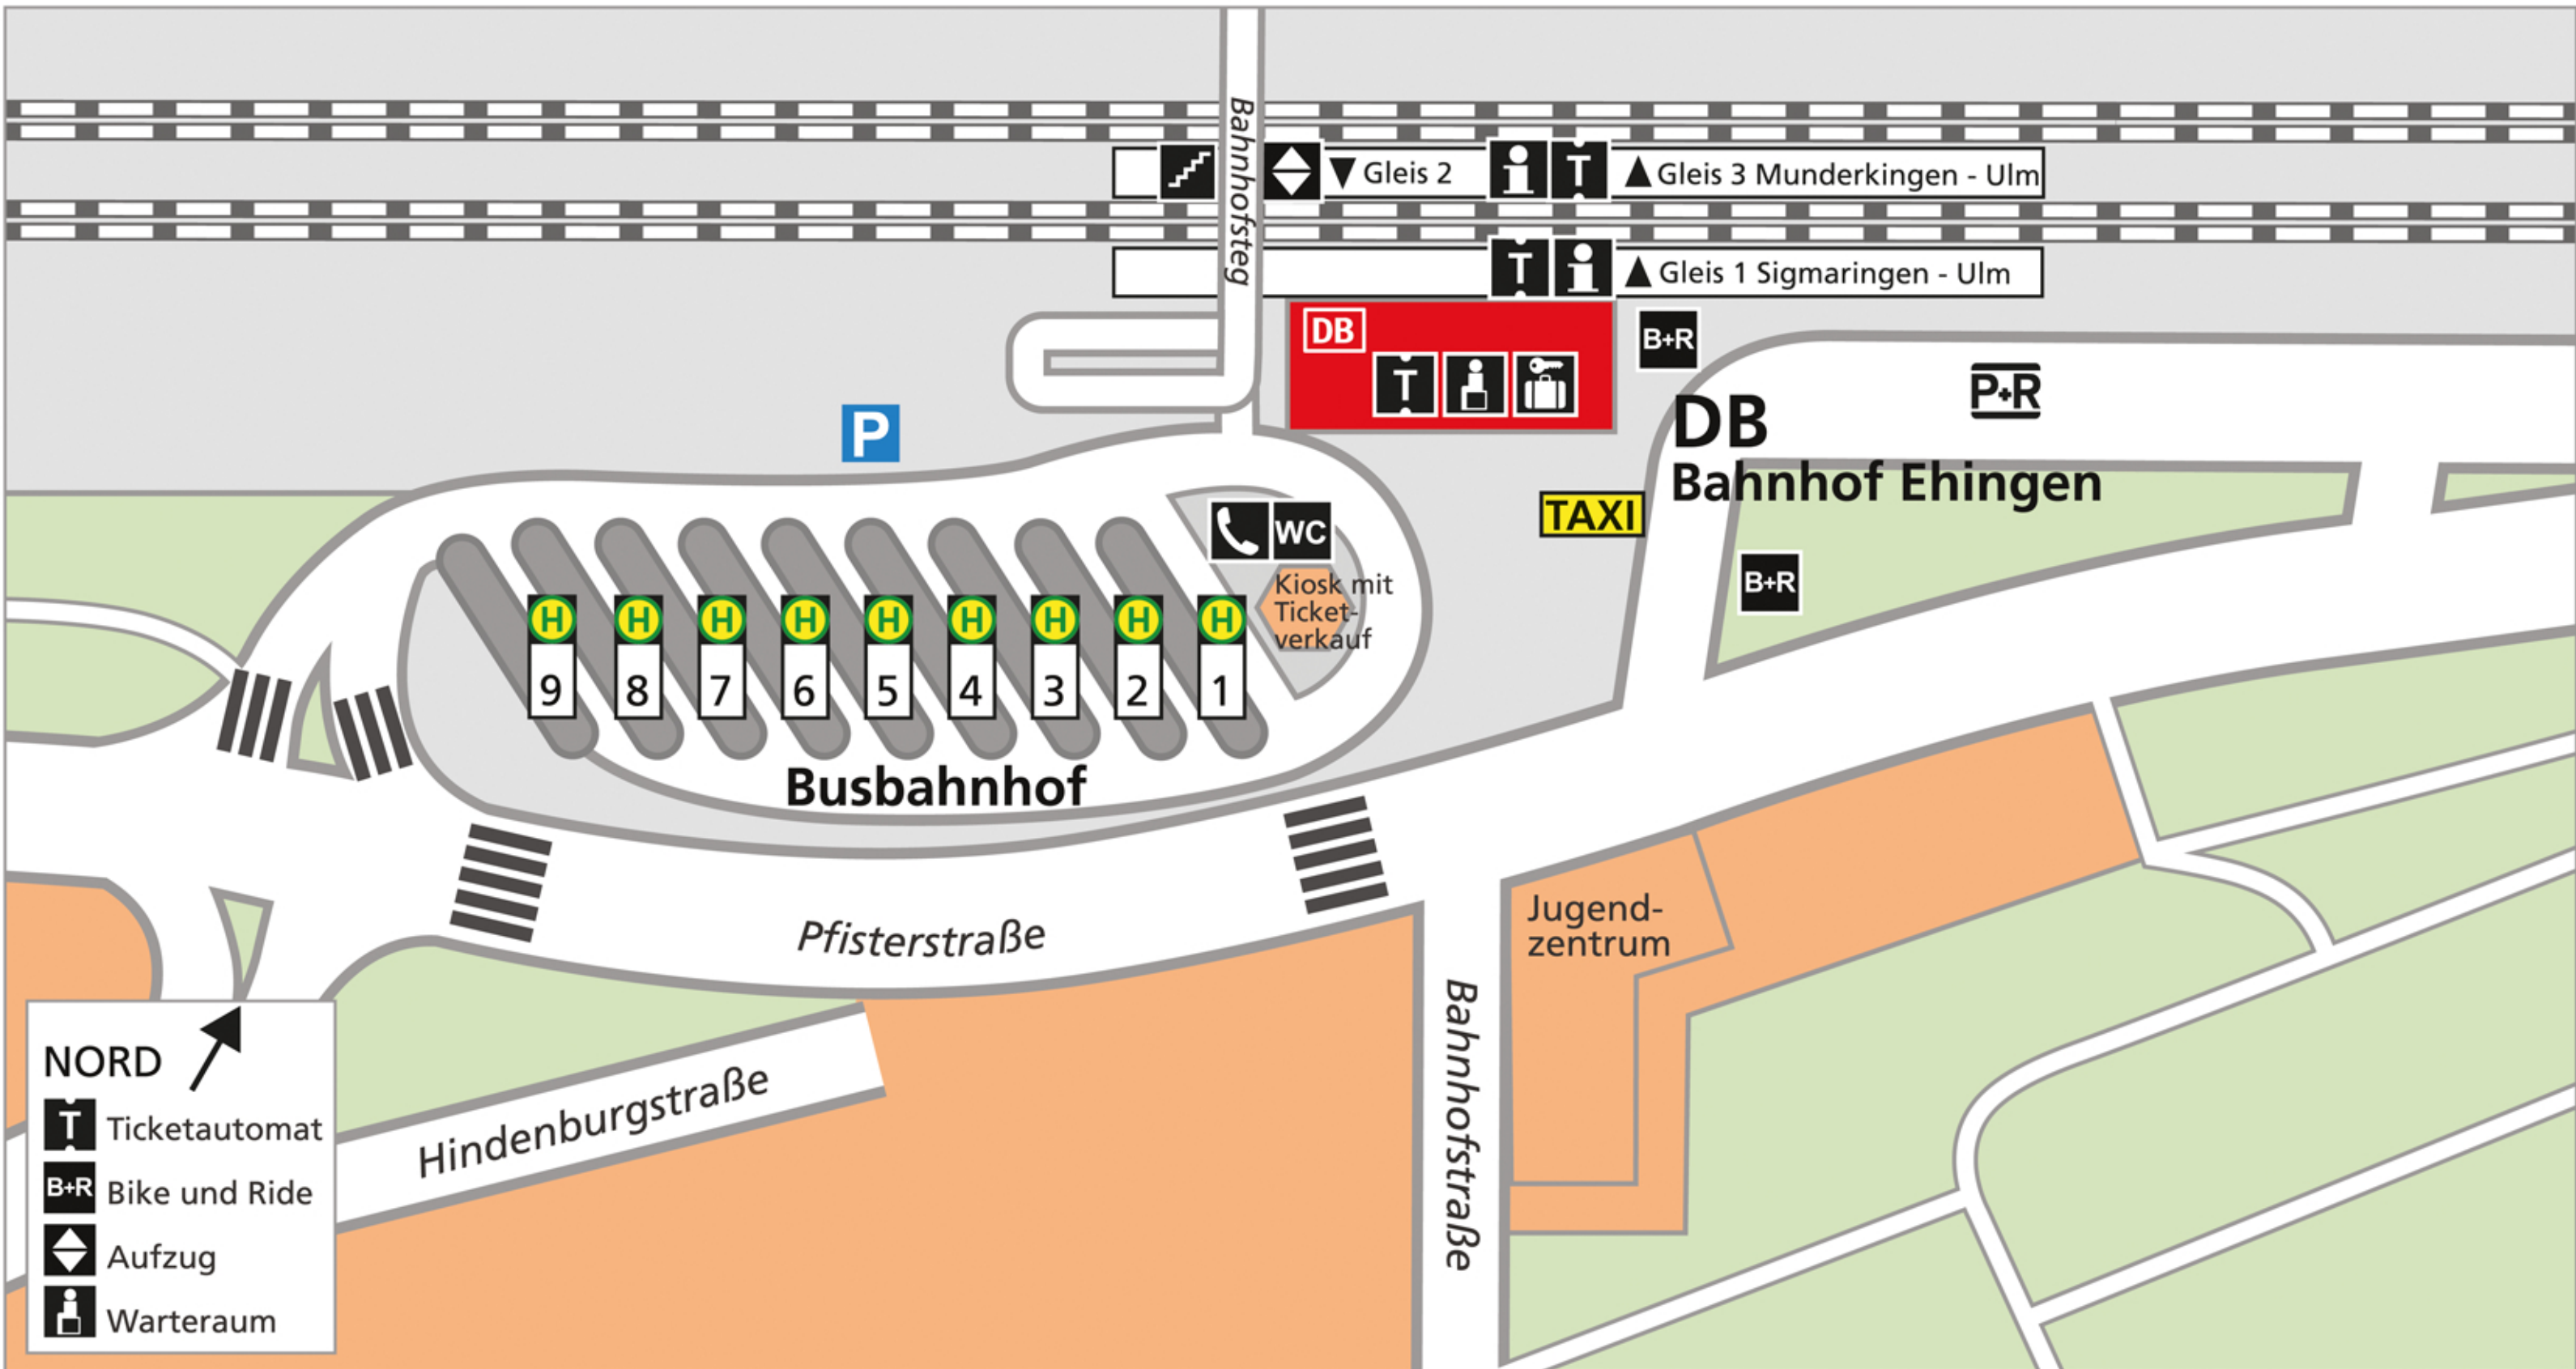 Bahnhofsteg
▼ Gleis 2
T
▲ Gleis 3 Munderkingen - Ulm
T
▲ Gleis 1 Sigmaringen - Ulm
DB
T
B+R
P
P+R
DB
Bahnhof Ehingen
TAXI
WC
B+R
Kiosk mit
Ticket-
verkauf
H H H H H H H H H
9 8 7 6 5 4 3 2 1
Busbahnhof
Pfisterstraße
Jugend-
zentrum
Bahnhofstraße
Hindenburgstraße
NORD
T Ticketautomat
B+R Bike und Ride
Aufzug
Warteraum